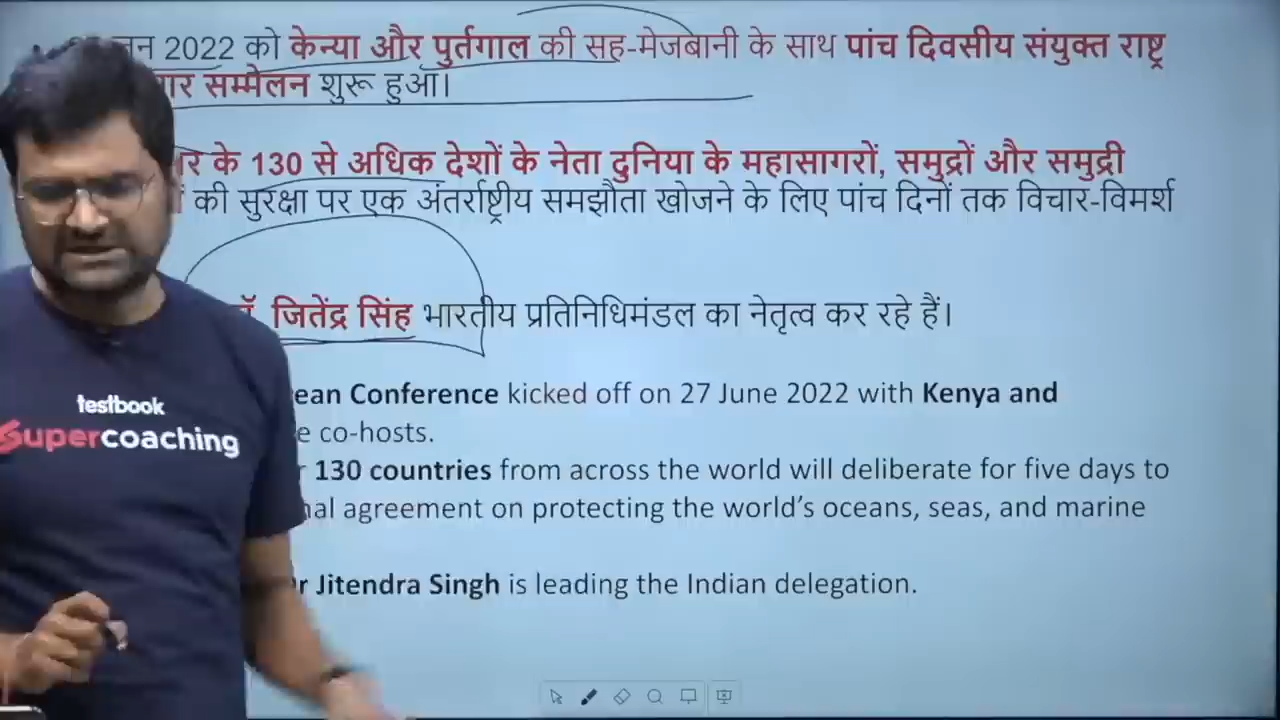 जून 2022 को केन्या और पुर्तगाल की सह-मेजबानी के साथ पांच दिवसीय संयुक्त राष्ट्र
सम्मेलन शुरू हुआ।
के 130 से अधिक देशों के नेता दुनिया के महासागरों, समुद्रों और समुद्री
की सुरक्षा पर एक अंतर्राष्ट्रीय समझौता खोजने के लिए पांच दिनों तक विचार-विमर्श
जितेंद्र सिंह भारतीय प्रतिनिधिमंडल का नेतृत्व कर रहे हैं।
ean Conference kicked off on 27 June 2022 with Kenya and
e co-hosts.
r 130 countries from across the world will deliberate for five days to
nal agreement on protecting the world's oceans, seas, and marine
r Jitendra Singh is leading the Indian delegation.
testbook
Supercoaching